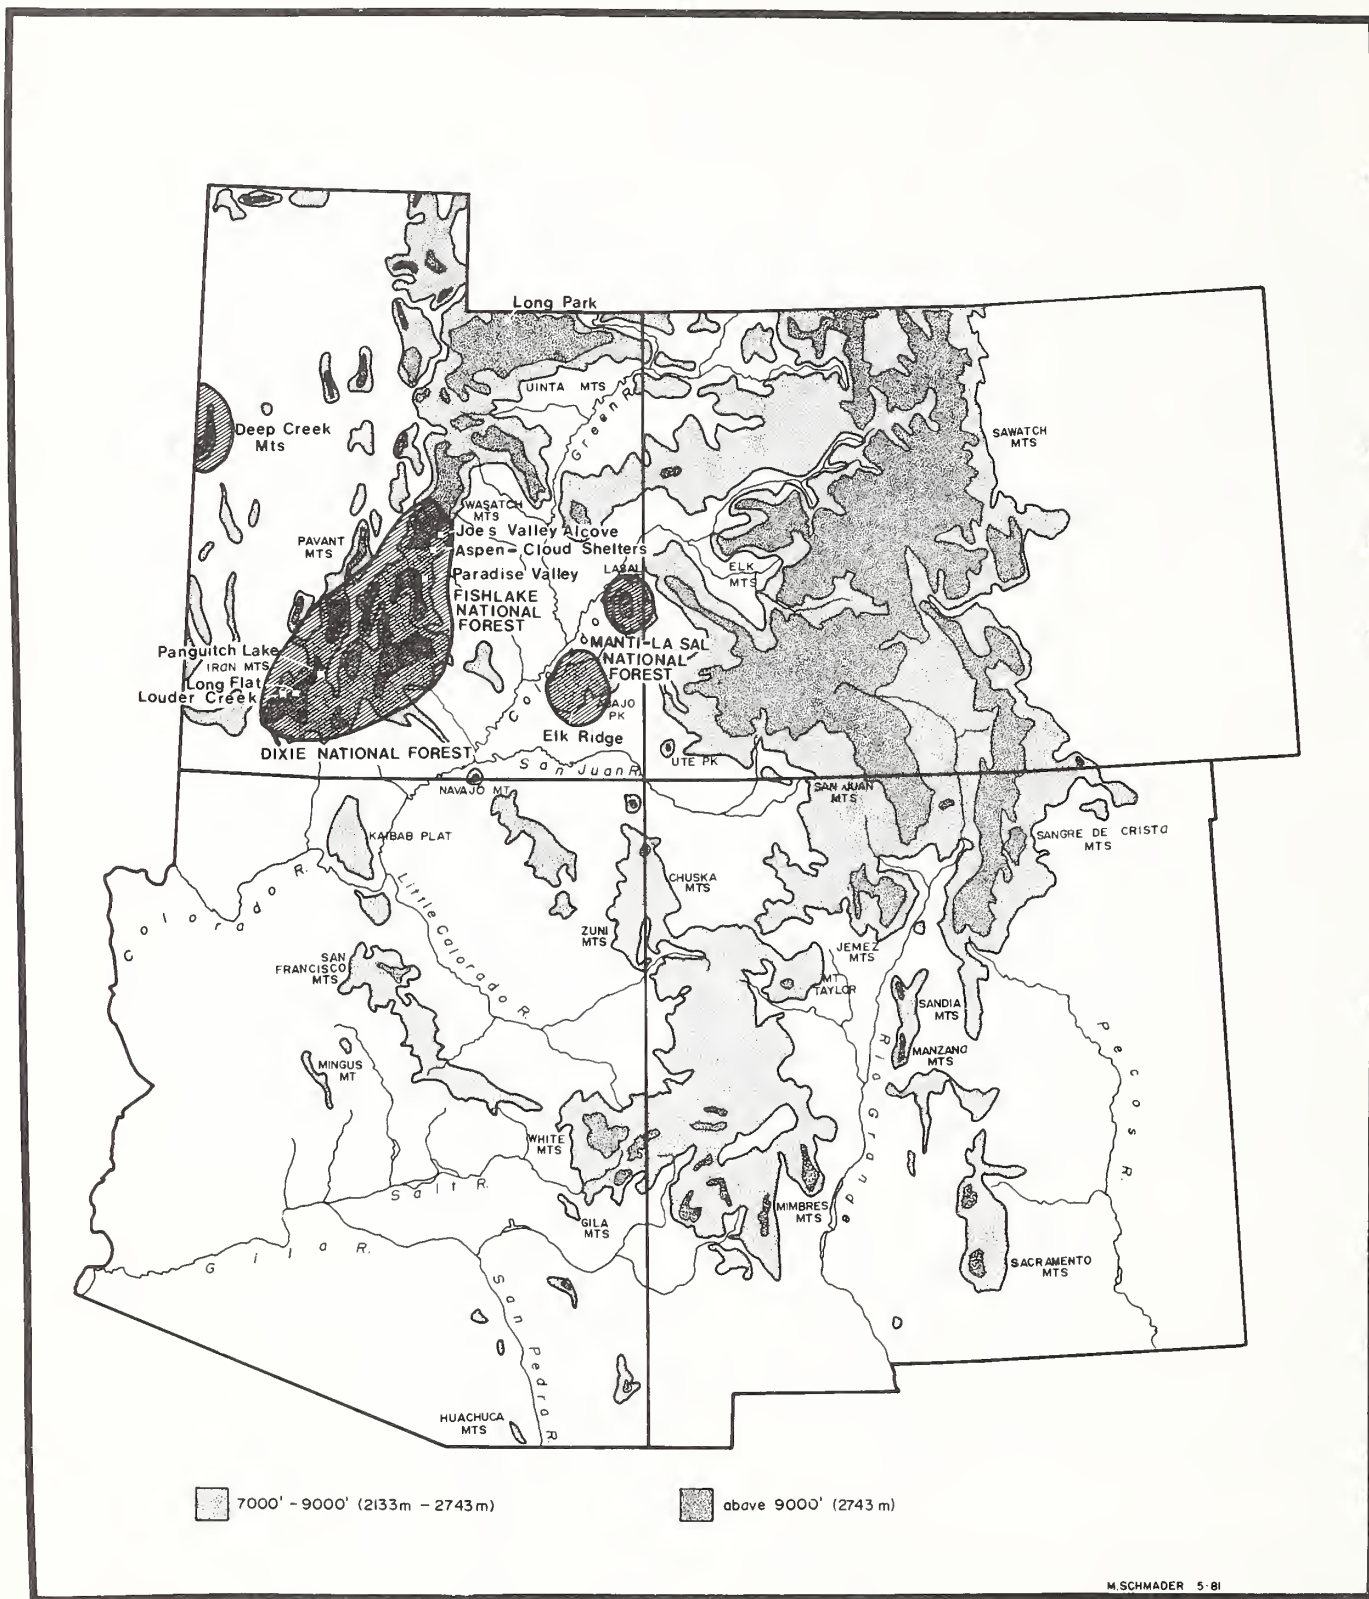 Long Park
UINTA MTS
Green R.
Deep Creek
Mts
SAWATCH
MTS
WASATCH
MTS
PAVANT
MTS
Joe's Valley Alcove
Aspen-Cloud Shelters
ELK
MTS
LASAL
Paradise Valley
FISHLAKE
NATIONAL
FOREST
MANTI-LA SAL
NATIONAL
FOREST
Panguitch Lake
IRON MTS
Long Flat
Louder Creek
Co
PK
Elk Ridge
DIXIE NATIONAL FOREST
San Juan R.
UTE PK
NAVAJO MT
SAN JUAN
MTS
KAIBAB PLAT
SANGRE DE CRISTO
MTS
Colorado R.
Little Colorado R.
CHUSKA
MTS
ZUNI
MTS
JEMEZ
MTS
SAN
FRANCISCO
MTS
MT
TAYLOR
SANDIA
MTS
MANZANO
MTS
Rio Grande
Pecos R.
MINGUS
MT
WHITE
MTS
Salt R.
GILA
MTS
MIMBRES
MTS
Gila R.
SACRAMENTO
MTS
San Pedro R.
HUACHUCA
MTS
7000' - 9000' (2133m - 2743m)
above 9000' (2743 m)
M.SCHMADER 5-81